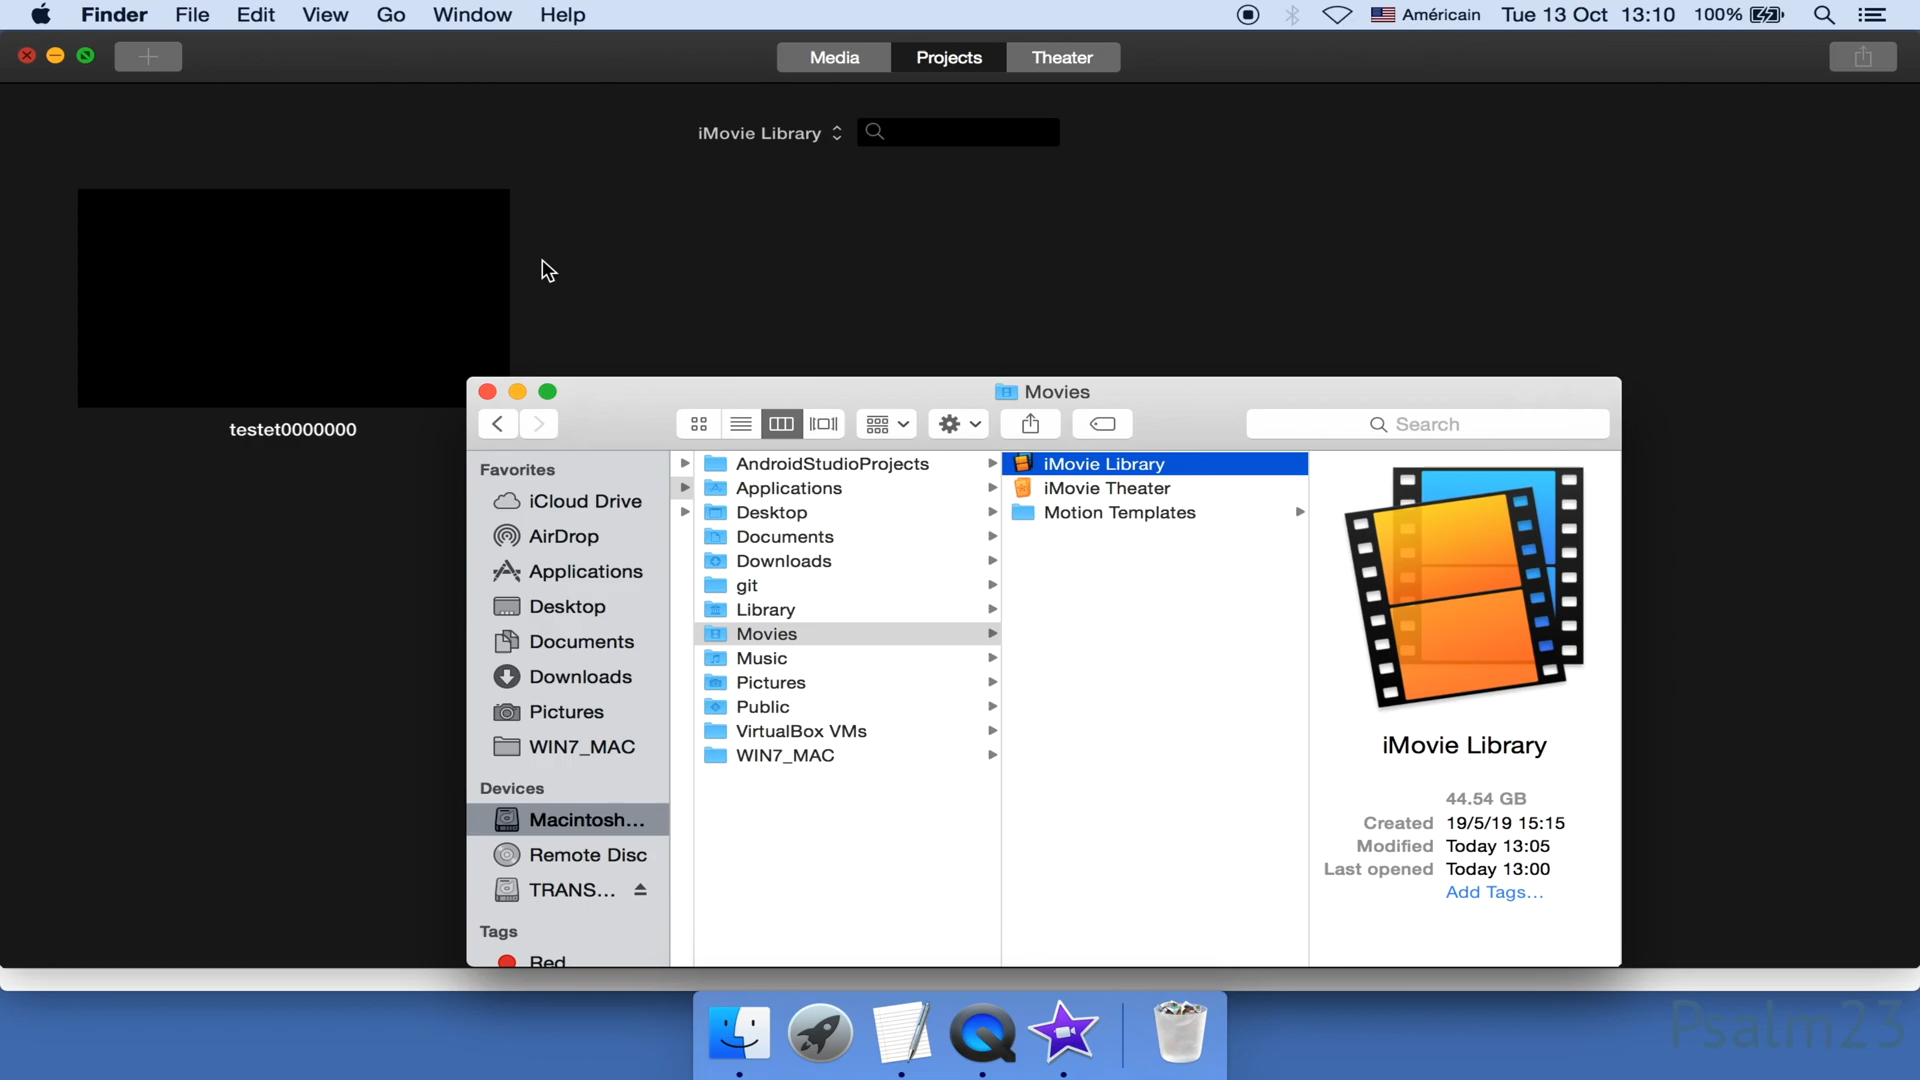 Finder File Edit View Go Window Help Américain Tue 13 Oct 13:10 100%
Media Projects Theater
iMovie Library
testet0000000
Movies
Search
Favorites
iCloud Drive
AirDrop
Applications
Desktop
Documents
Downloads
Pictures
WIN7_MAC
Devices
Macintosh...
Remote Disc
TRANS...
Tags
Red
AndroidStudioProjects
Applications
Desktop
Documents
Downloads
git
Library
Movies
Music
Pictures
Public
VirtualBox VMs
WIN7_MAC
iMovie Library
iMovie Theater
Motion Templates
iMovie Library
44.54 GB
Created 19/5/19 15:15
Modified Today 13:05
Last opened Today 13:00
Add Tags...
Psalm23